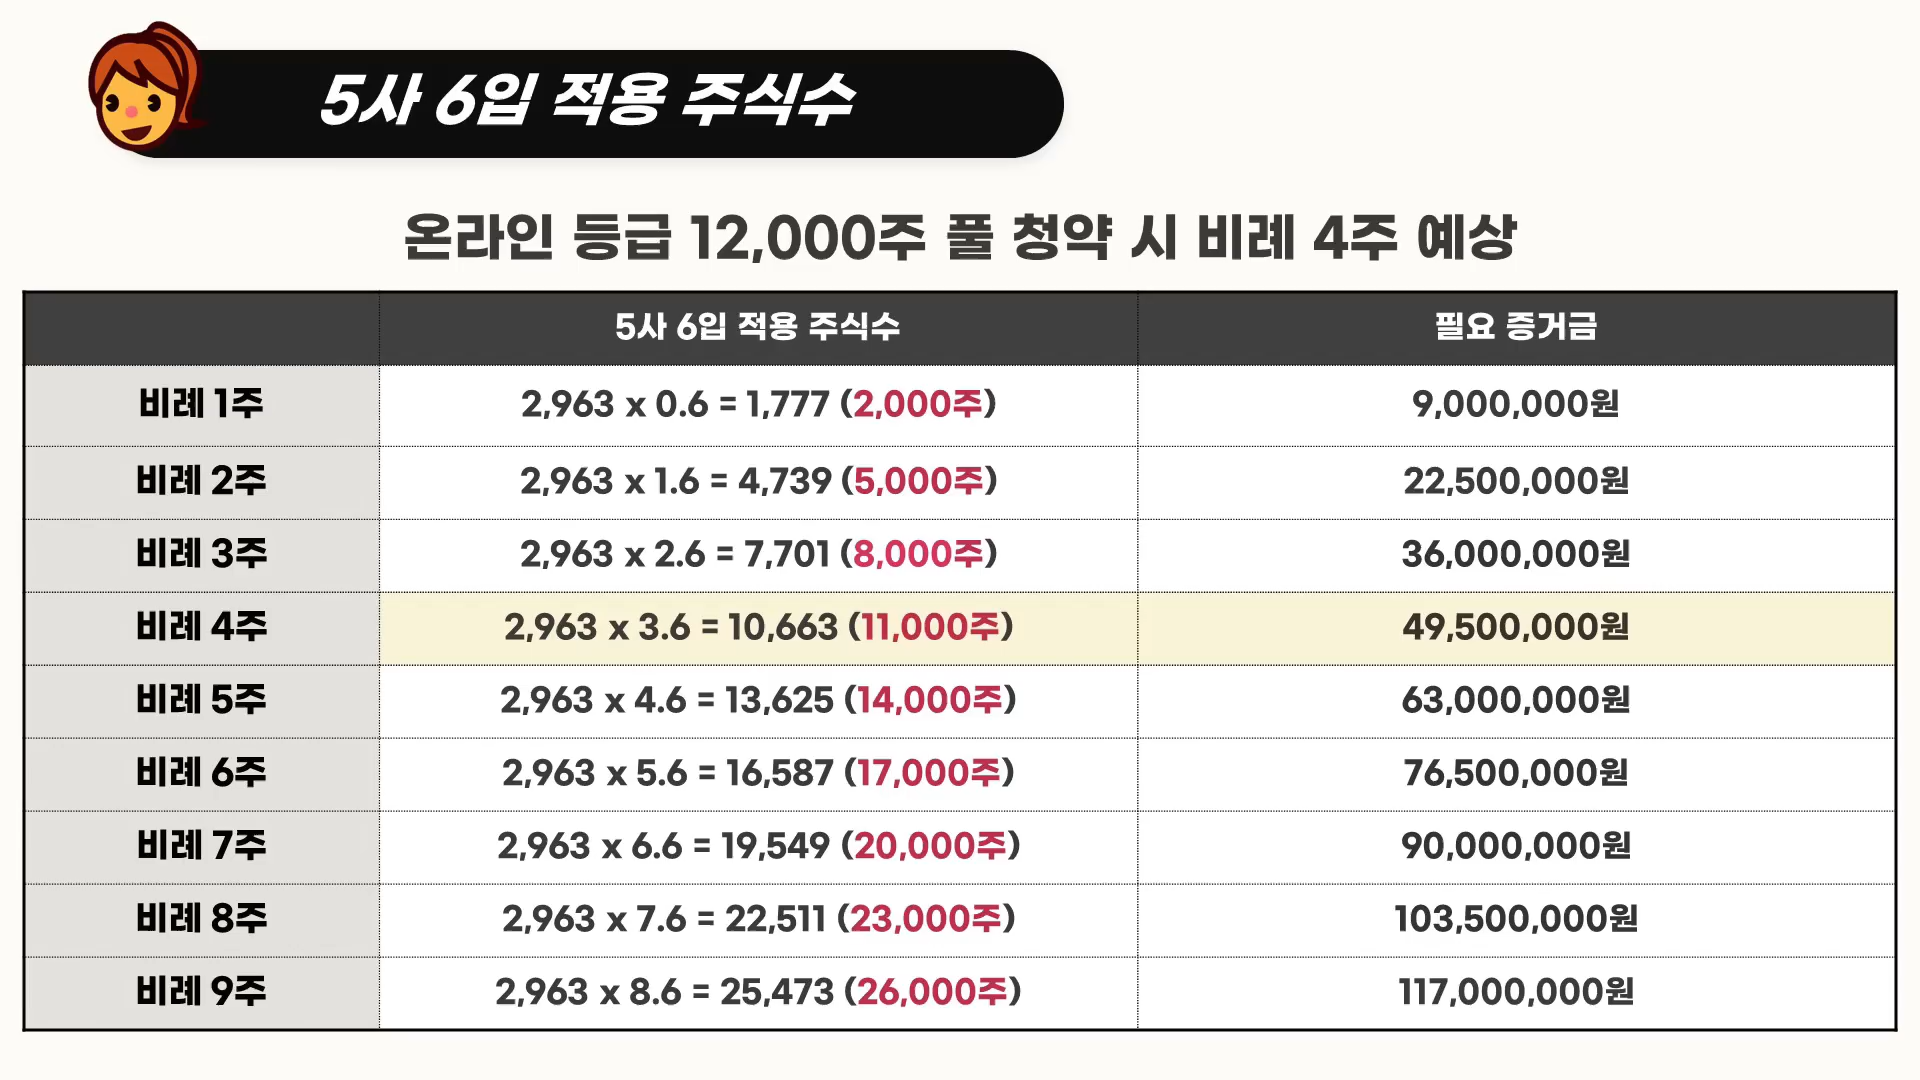 5사 6입 적용 주식수
온라인 등급 12,000주 풀 청약 시 비례 4주 예상
5사 6입 적용 주식수 필요 증거금
비례 1주 2,963 x 0.6 = 1,777 (2,000주) 9,000,000원
비례 2주 2,963 x 1.6 = 4,739 (5,000주) 22,500,000원
비례 3주 2,963 x 2.6 = 7,701 (8,000주) 36,000,000원
비례 4주 2,963 x 3.6 = 10,663 (11,000주) 49,500,000원
비례 5주 2,963 x 4.6 = 13,625 (14,000주) 63,000,000원
비례 6주 2,963 x 5.6 = 16,587 (17,000주) 76,500,000원
비례 7주 2,963 x 6.6 = 19,549 (20,000주) 90,000,000원
비례 8주 2,963 x 7.6 = 22,511 (23,000주) 103,500,000원
비례 9주 2,963 x 8.6 = 25,473 (26,000주) 117,000,000원